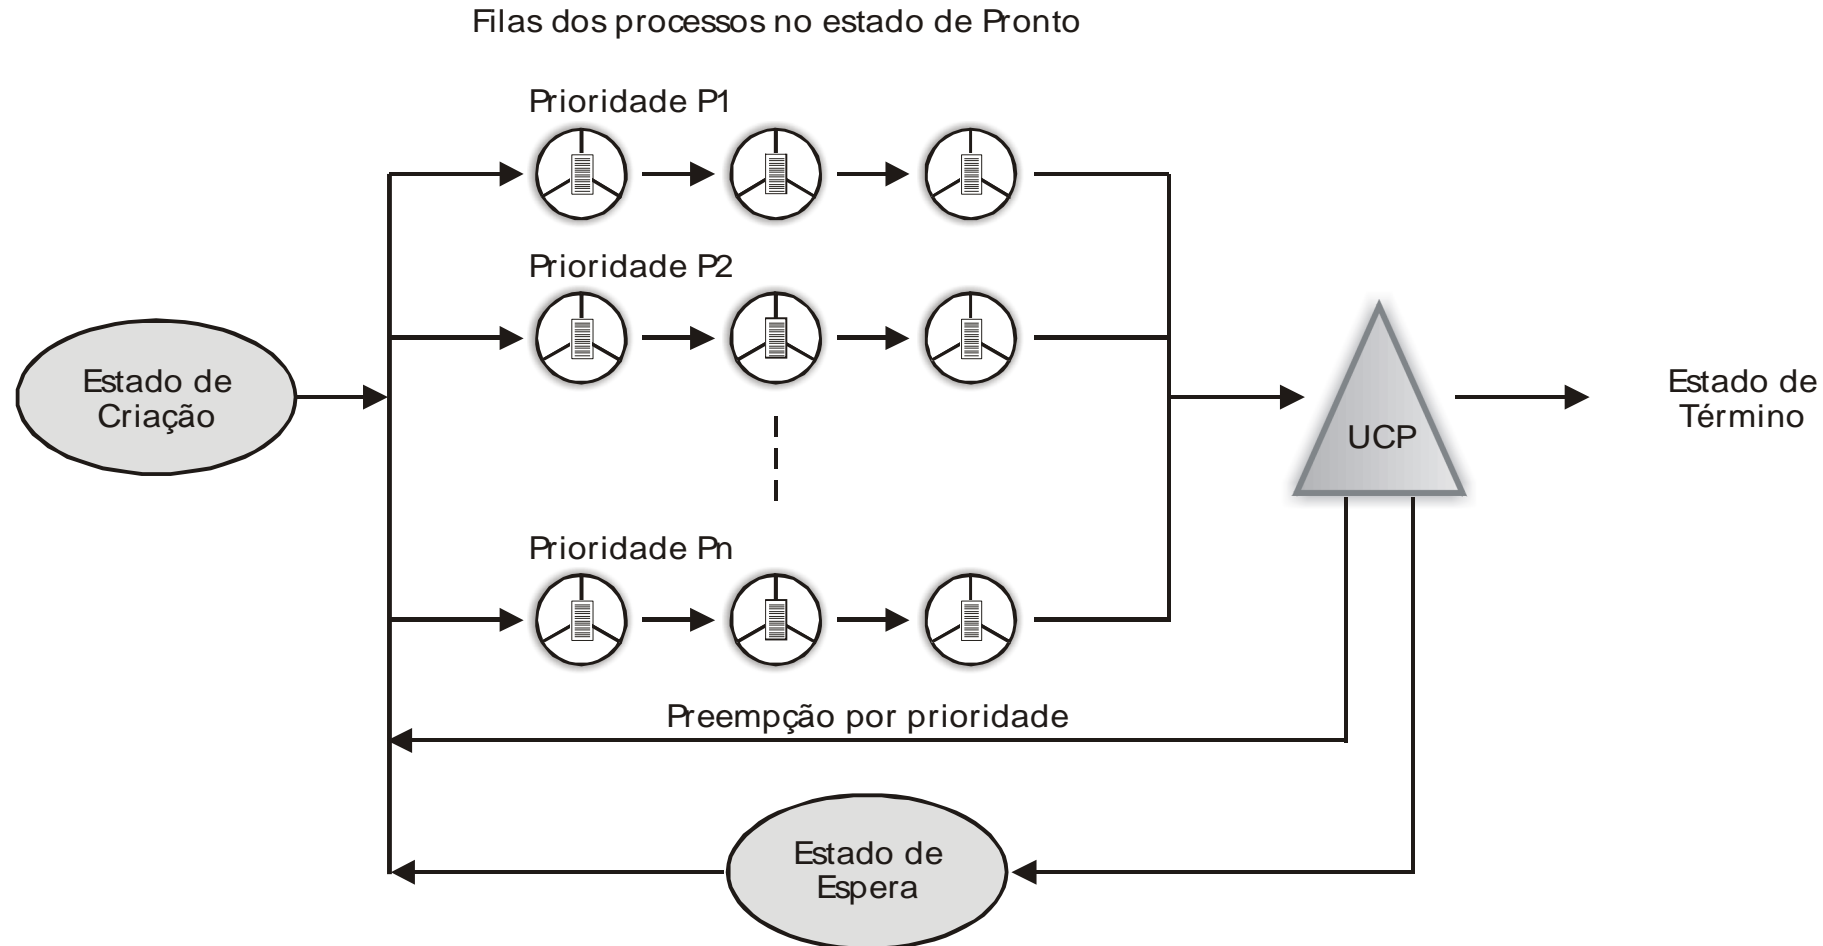 Filas dos processos no estado de Pronto
Prioridade P1
Prioridade P2
Estado de
Criação
Estado de
Término
UCP
Prioridade Pn
Preempção por prioridade
Estado de
Espera